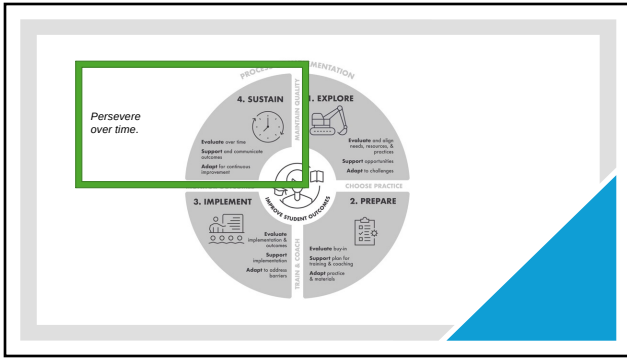 Persevere
over time.
4. SUSTAIN
Evaluate over time
Support and communicate
outcomes
Adapt for continuous
improvement
MAINTAIN QUALITY
1. EXPLORE
Evaluate and align
needs, resources, &
practices
Support opportunities
Adapt to challenges
CHOOSE PRACTICE
IMPROVE STUDENT OUTCOMES
3. IMPLEMENT
Evaluate
implementation &
outcomes
Support
implementation
Adapt to address
barriers
TRAIN & COACH
2. PREPARE
Evaluate buy-in
Support plan for
training & coaching
Adapt practice
& materials